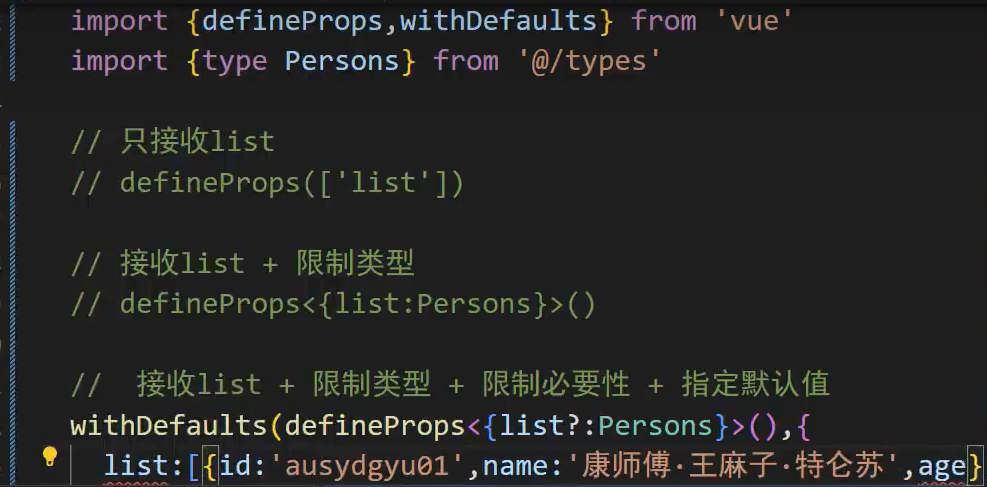 import {defineProps,withDefaults} from 'vue'
import {type Persons} from '@/types'
// 只接收list
// defineProps(['list'])
// 接收list + 限制类型
// defineProps<{list:Persons}>()
//  接收list + 限制类型 + 限制必要性 + 指定默认值
withDefaults(defineProps<{list?:Persons}>(),{
list:[{id:'ausydgyu01',name:'康师傅·王麻子·特仑苏',age}